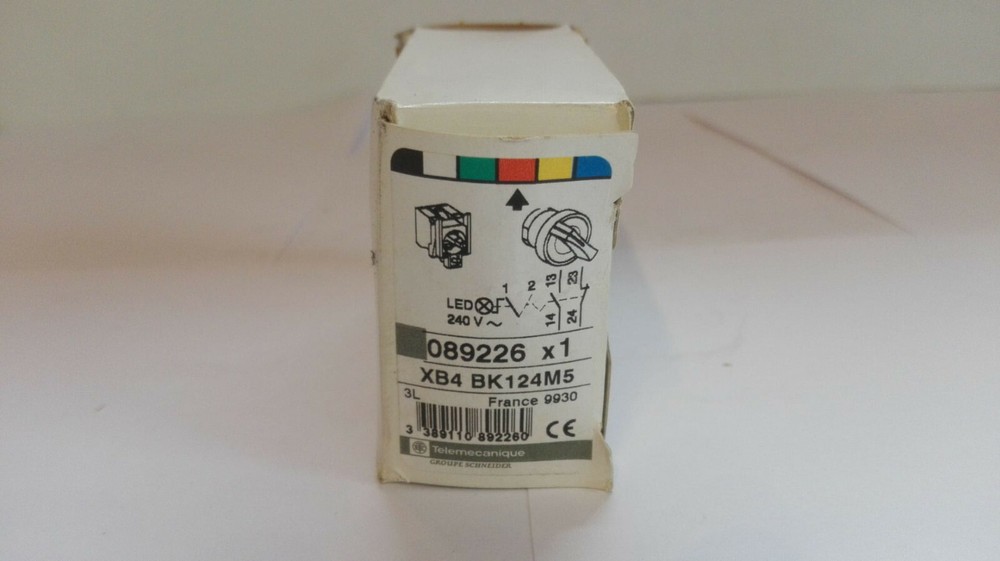 1 2 13 23
LED
240 V ~
14 24
089226 x1
XB4 BK124M5
3L France 9930
3 389110 892260 CE
Telemecanique
GROUPE SCHNEIDER